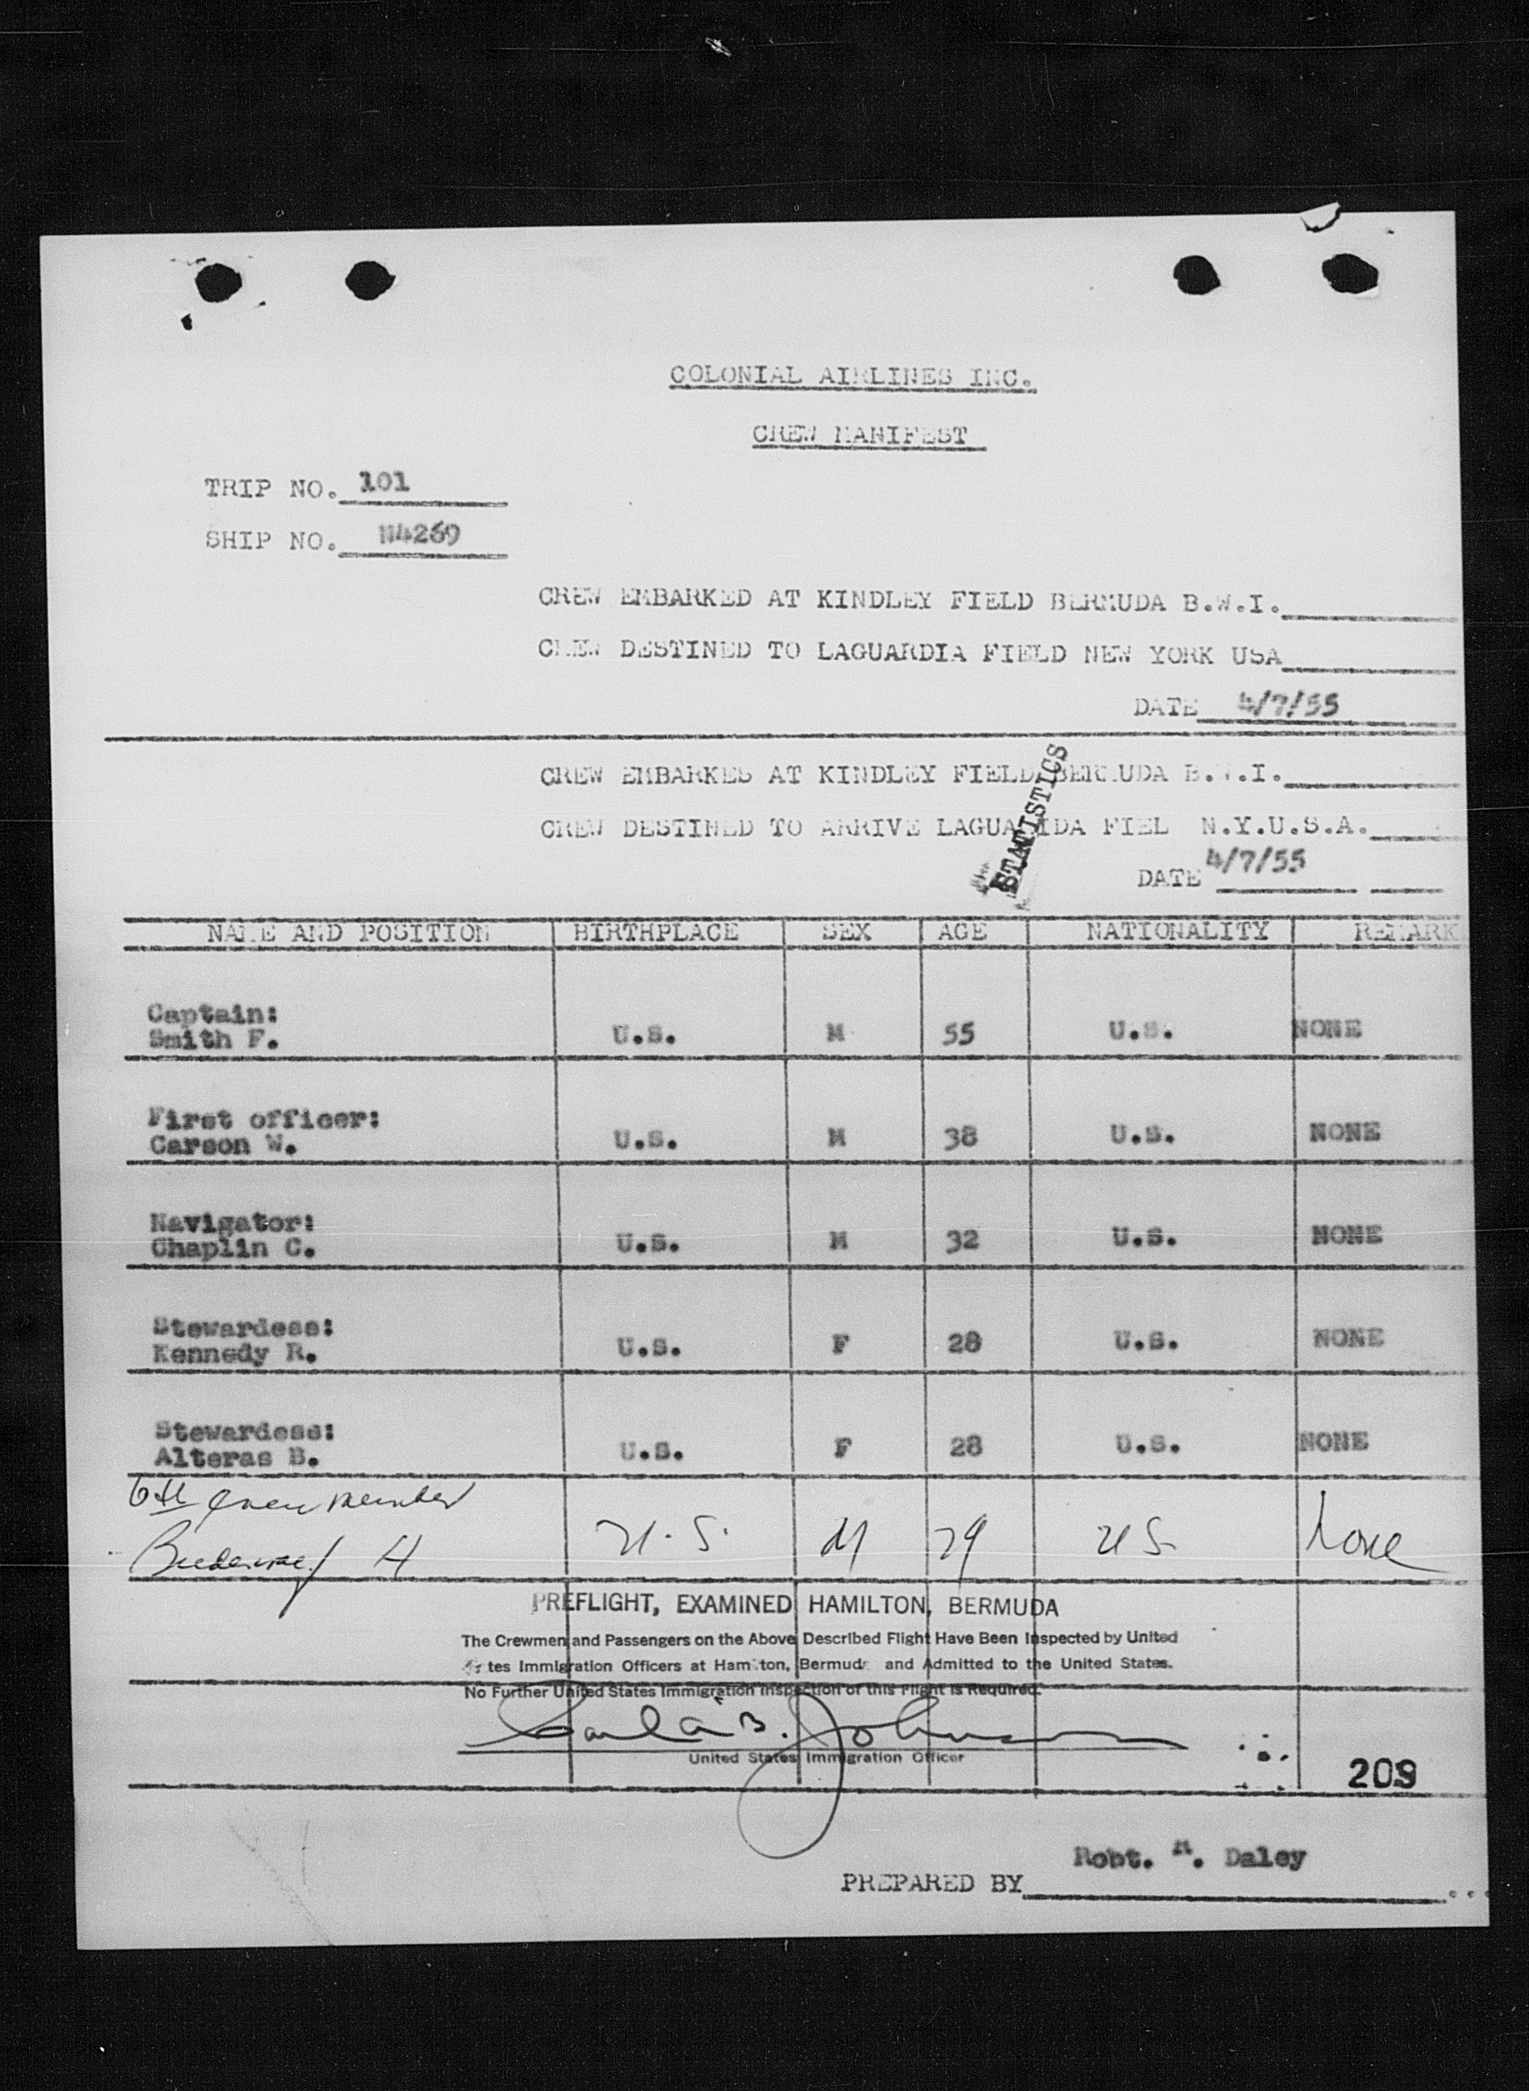 COLONIAL AIRLINES INC.
CREW MANIFEST
TRIP NO. 101
SHIP NO. N4269
CREW EMBARKED AT KINDLEY FIELD BERMUDA B.W.I.
CREW DESTINED TO LAGUARDIA FIELD NEW YORK USA
DATE 4/7/55
CREW EMBARKES AT KINDLEY FIELD BERMUDA B.W.I.
CREW DESTINED TO ARRIVE LAGUARIDA FIEL N.Y.U.S.A.
DATE 4/7/55
STATISTICS
NAME AND POSITION BIRTHPLACE SEX AGE NATIONALITY REMARK
Captain:
Smith F. U.S. M 55 U.S. NONE
First officer:
Carson W. U.S. M 38 U.S. NONE
Navigator:
Chaplin C. U.S. M 32 U.S. NONE
Stewardess:
Kennedy R. U.S. F 28 U.S. NONE
Stewardess:
Alteras B. U.S. F 28 U.S. NONE
6th crew member
H U.S. M 29 US None
PREFLIGHT, EXAMINED HAMILTON, BERMUDA
The Crewmen and Passengers on the Above Described Flight Have Been Inspected by United
States Immigration Officers at Hamilton, Bermuda and Admitted to the United States.
No Further United States Immigration Inspection of this Flight is Required.
B. Johnson
United States Immigration Officer
209
Robt. M. Daley
PREPARED BY